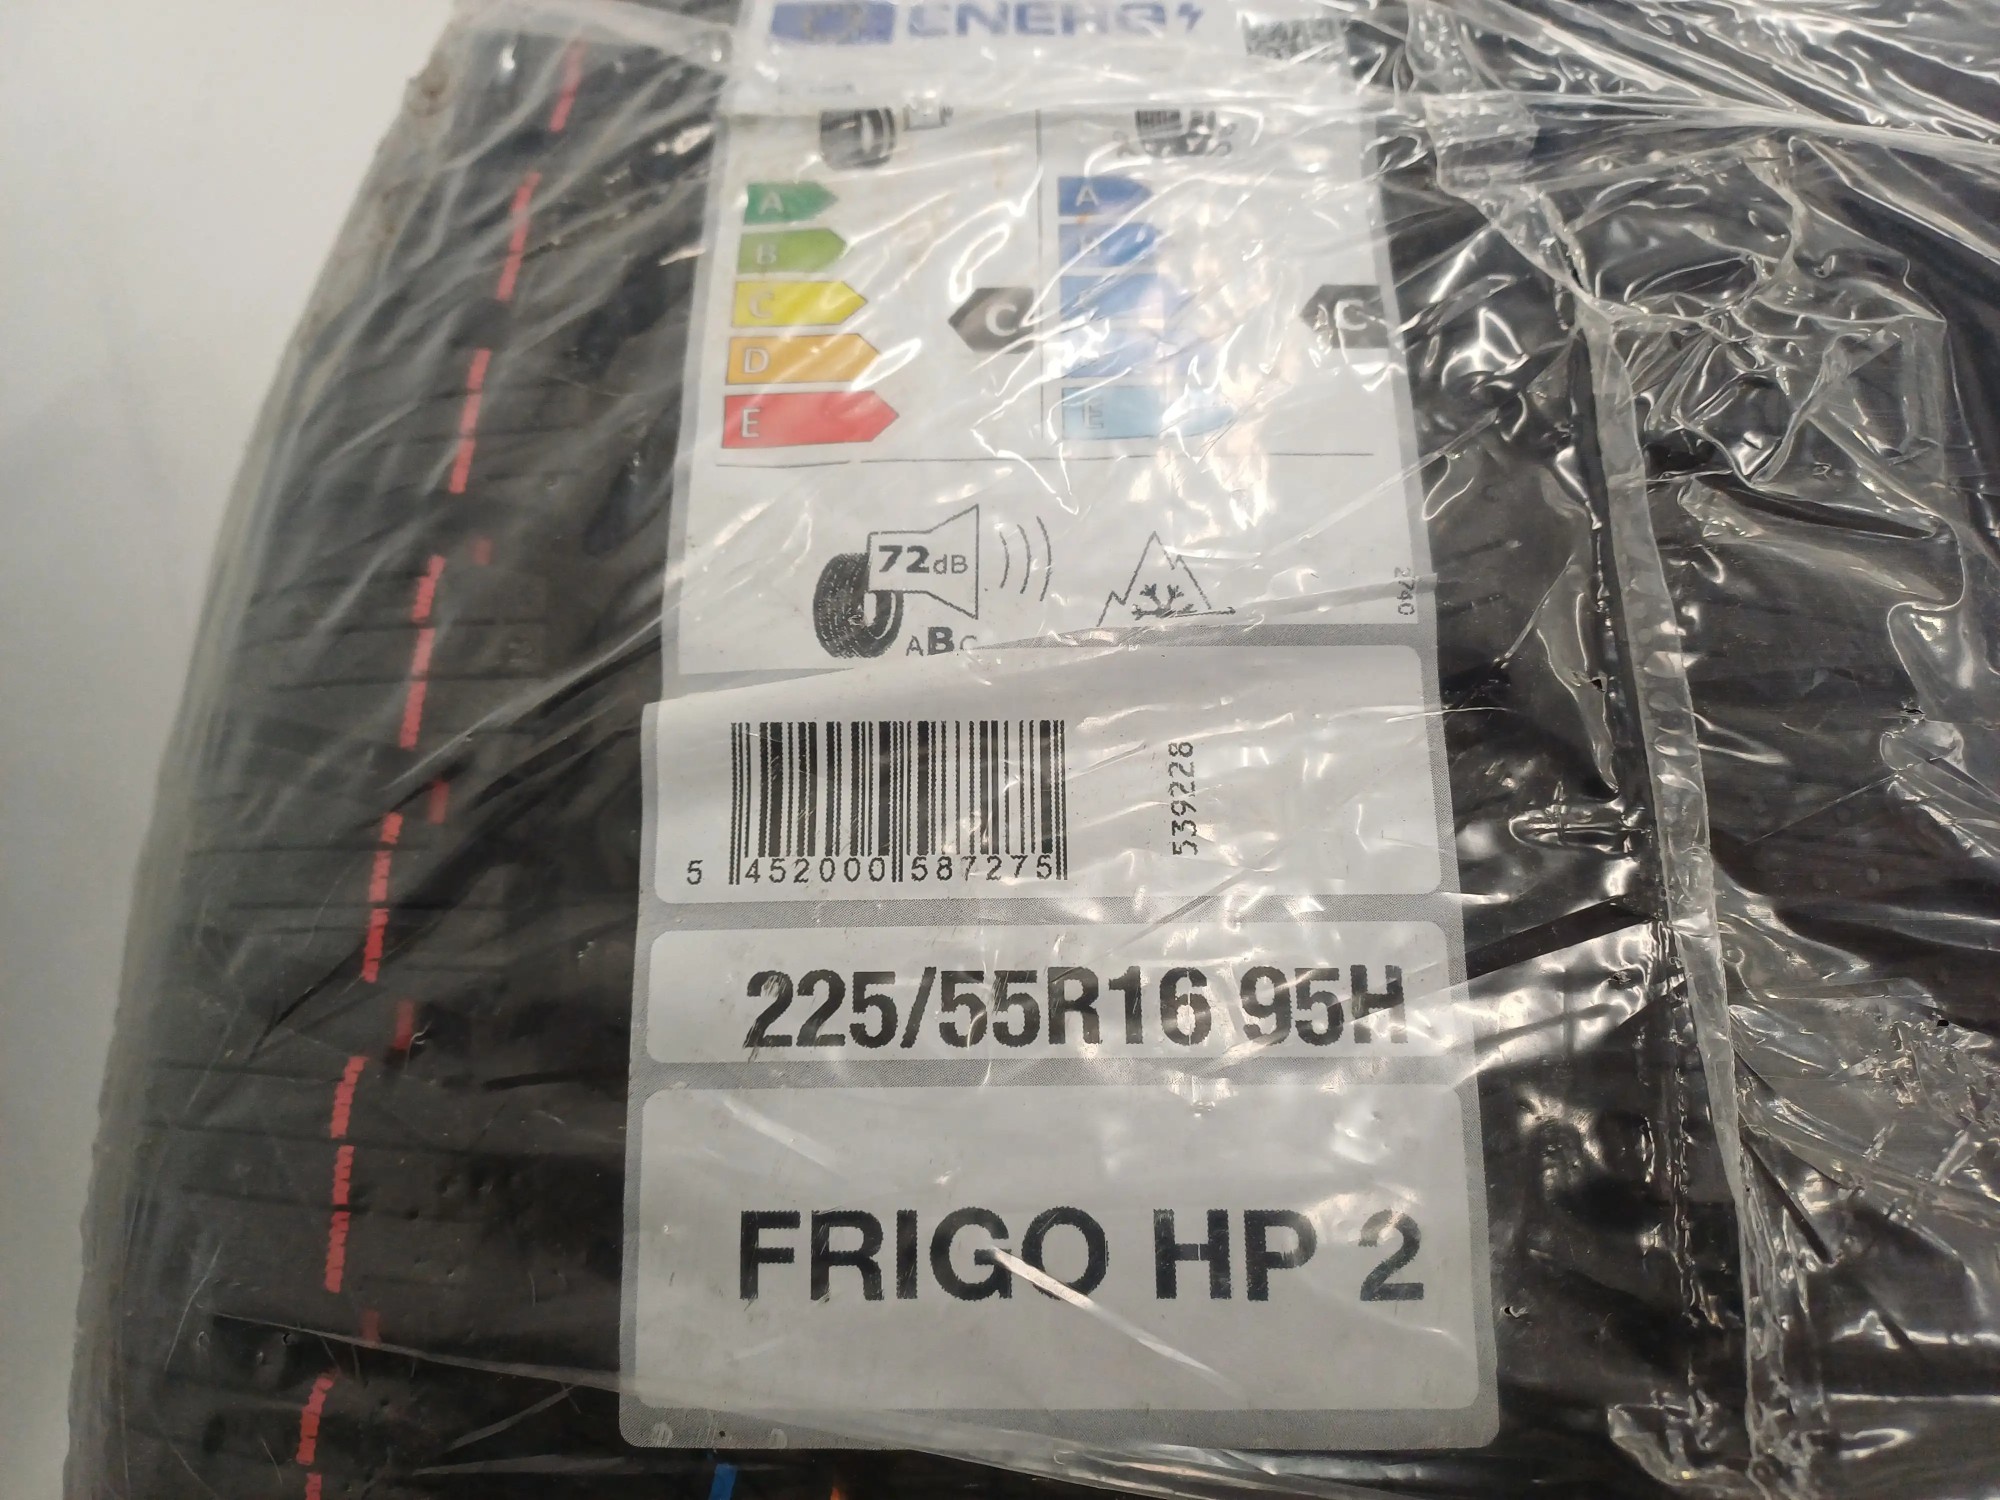 ENERG
A
B
C
D
E
C
A
E
C
72dB
ABC
2740
539228
5 452000 587275
225/55R16 95H
FRIGO HP 2